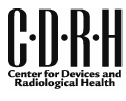 C·D·R·H
Center for Devices and
Radiological Health